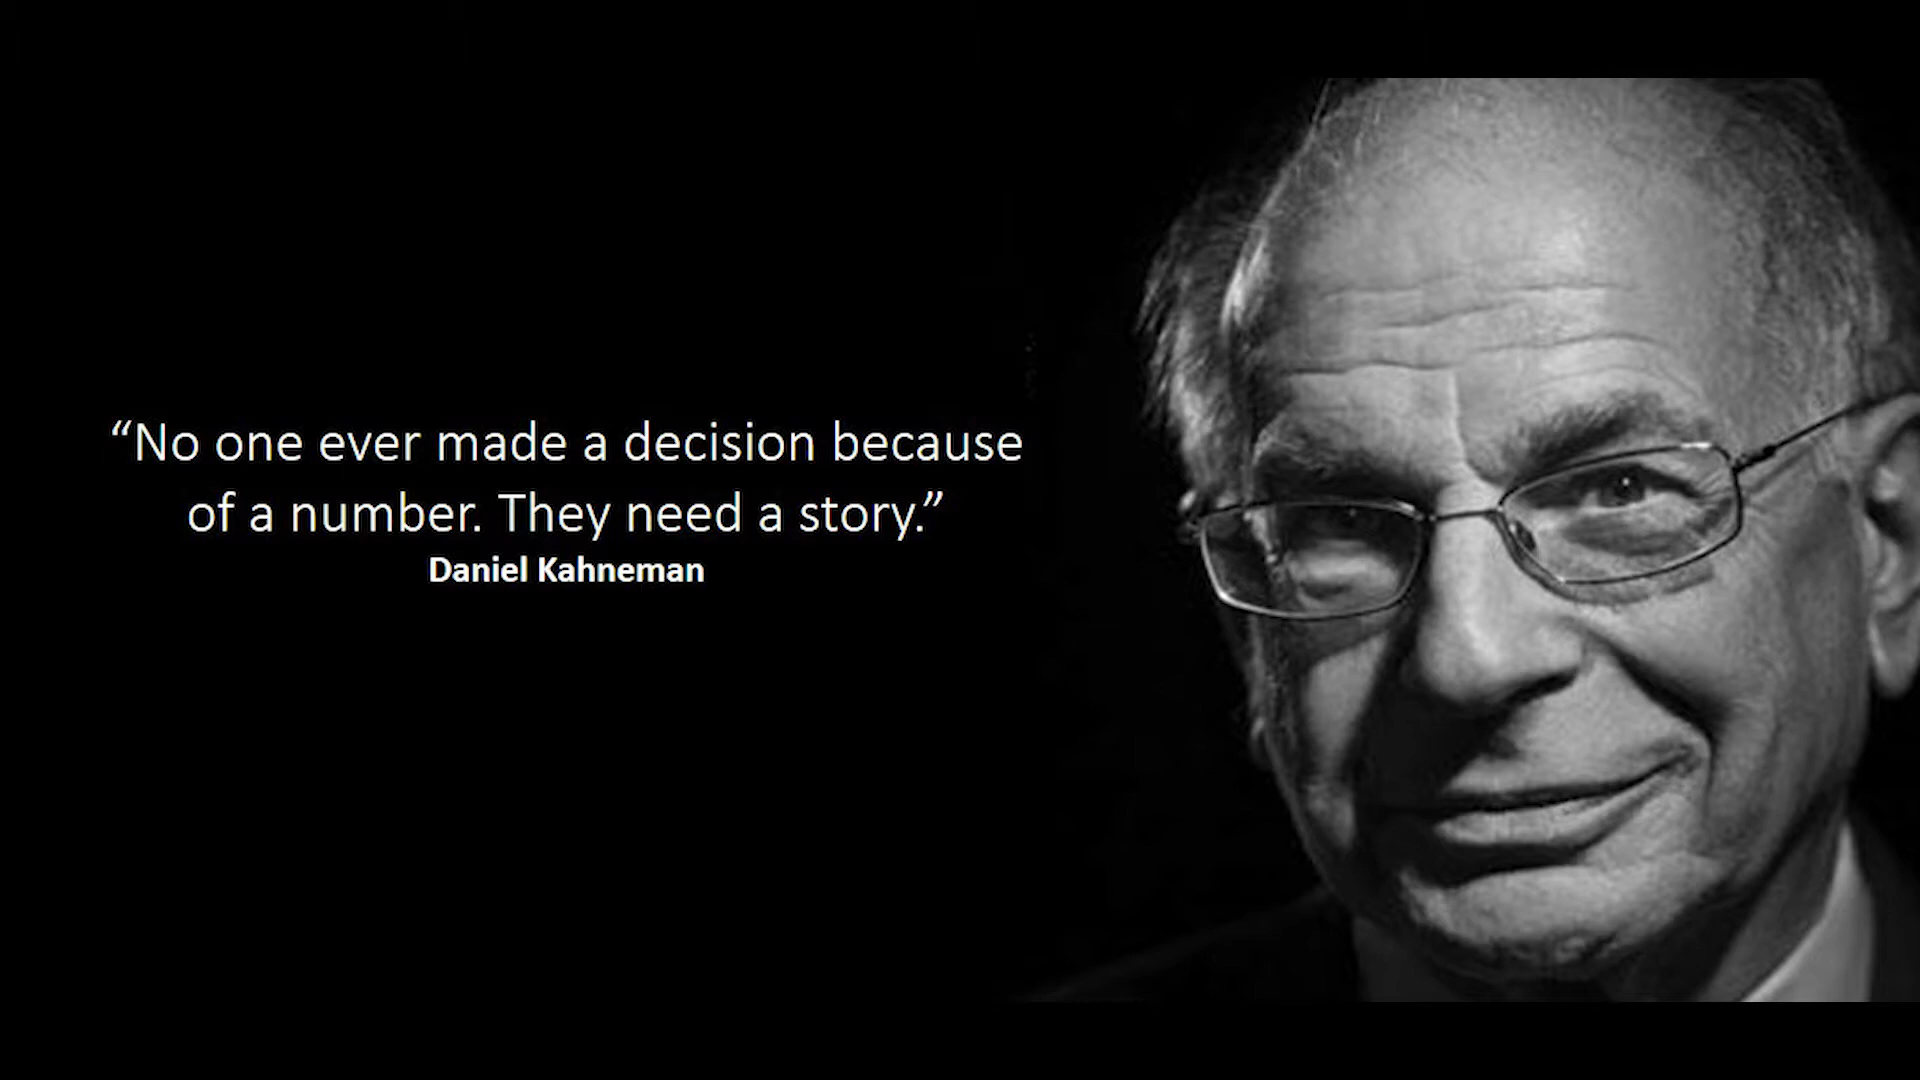 “No one ever made a decision because
of a number. They need a story.”
Daniel Kahneman